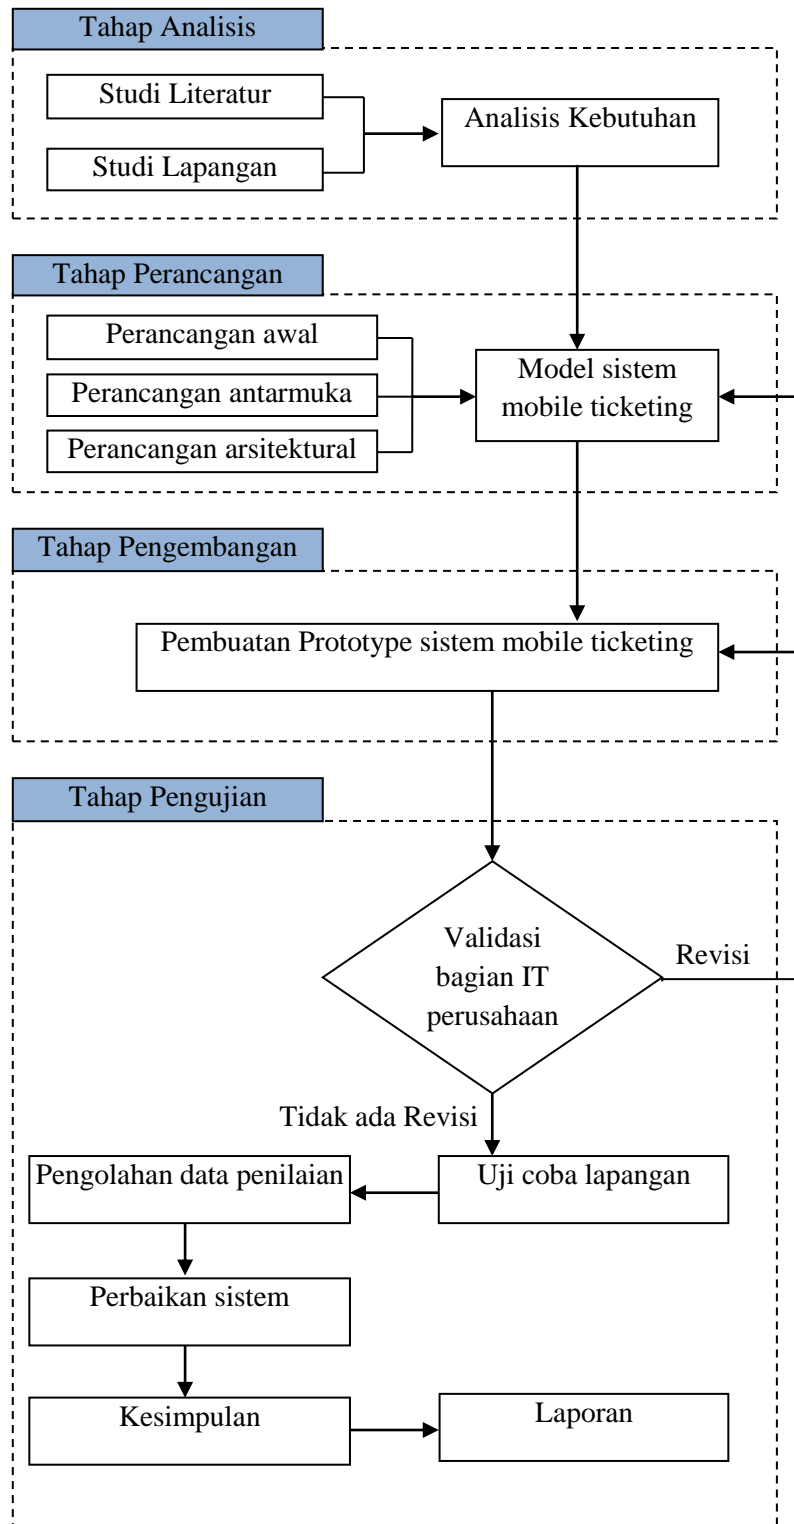 Tahap Analisis
Studi Literatur
Analisis Kebutuhan
Studi Lapangan
Tahap Perancangan
Perancangan awal
Perancangan antarmuka
Perancangan arsitektural
Model sistem
mobile ticketing
Tahap Pengembangan
Pembuatan Prototype sistem mobile ticketing
Tahap Pengujian
Validasi
bagian IT
perusahaan
Revisi
Tidak ada Revisi
Uji coba lapangan
Pengolahan data penilaian
Perbaikan sistem
Kesimpulan
Laporan